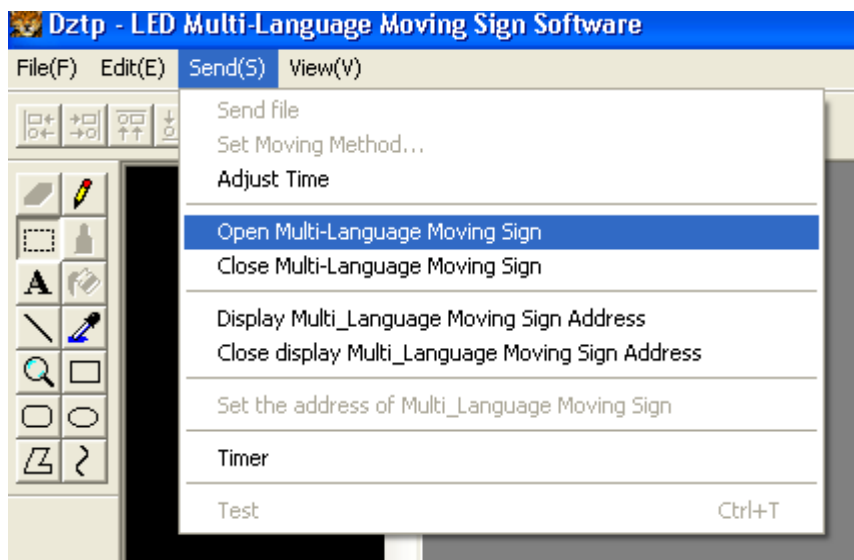 Dztp - LED Multi-Language Moving Sign Software
File(F) Edit(E) Send(S) View(V)
Send file
Set Moving Method...
Adjust Time
Open Multi-Language Moving Sign
Close Multi-Language Moving Sign
Display Multi_Language Moving Sign Address
Close display Multi_Language Moving Sign Address
Set the address of Multi_Language Moving Sign
Timer
Test Ctrl+T
A